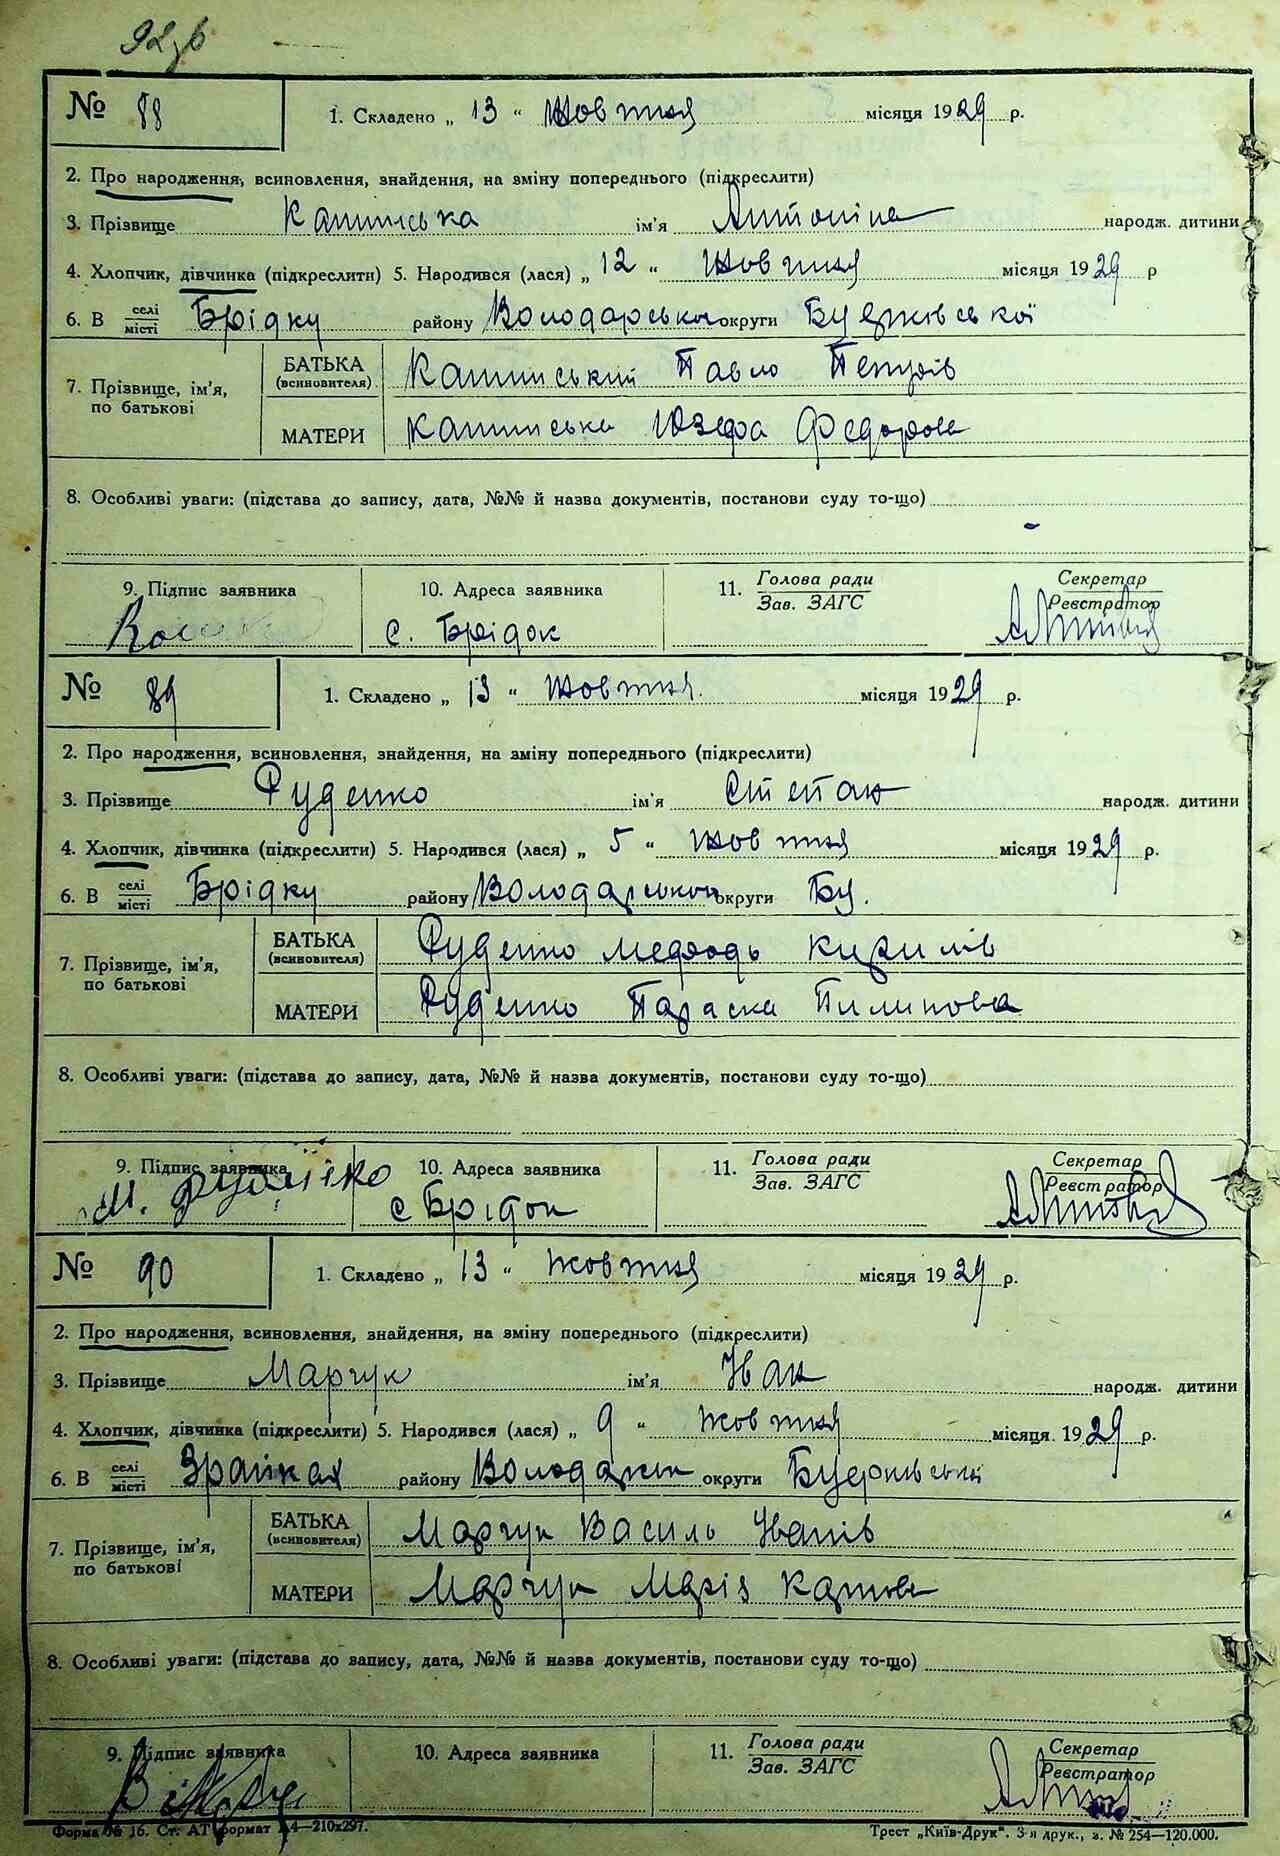 92зв
№ 88 1. Складено „ 13 “ Жовтня місяця 1929 р.
2. Про народження, всиновлення, знайдення, на зміну попереднього (підкреслити)
3. Прізвище ім'я Антоніна народж. дитини
4. Хлопчик, дівчинка (підкреслити) 5. Народився (лася) „ 12 “ Жовтня місяця 1929 р
6. В селі місті Брідку району Володарського округи
БАТЬКА
7. Прізвище, ім'я, (всиновителя) Павло Петрів
по батькові
МАТЕРИ Юзефа Федорова
8. Особливі уваги: (підстава до запису, дата, №№ й назва документів, постанови суду то-що)
9. Підпис заявника 10. Адреса заявника 11. Голова ради Секретар
Зав. ЗАГС Реєстратор
с. Брідок
№ 89 1. Складено „ 13 “ Жовтня. місяця 1929 р.
2. Про народження, всиновлення, знайдення, на зміну попереднього (підкреслити)
3. Прізвище Руденко ім'я Степан народж. дитини
4. Хлопчик, дівчинка (підкреслити) 5. Народився (лася) „ 5 “ Жовтня місяця 1929 р.
6. В селі місті Брідку району Володарського округи Бу.
БАТЬКА
7. Прізвище, ім'я, (всиновителя) Руденко Мефодь Кирилів
по батькові
МАТЕРИ Руденко Параска Пилипова
8. Особливі уваги: (підстава до запису, дата, №№ й назва документів, постанови суду то-що)
9. Підпис заявника 10. Адреса заявника 11. Голова ради Секретар
Зав. ЗАГС Реєстратор
М. Руденко с Брідок
№ 90 1. Складено „ 13 “ Жовтня місяця 1929 р.
2. Про народження, всиновлення, знайдення, на зміну попереднього (підкреслити)
3. Прізвище Марчук ім'я Іван народж. дитини
4. Хлопчик, дівчинка (підкреслити) 5. Народився (лася) „ 9 “ Жовтня місяця 1929 р.
6. В селі місті Зрайках району округи
БАТЬКА
7. Прізвище, ім'я, (всиновителя) Марчук Василь Іванів
по батькові
МАТЕРИ Марчук Марія
8. Особливі уваги: (підстава до запису, дата, №№ й назва документів, постанови суду то-що)
9. Підпис заявника 10. Адреса заявника 11. Голова ради Секретар
Зав. ЗАГС Реєстратор
Форма № 16. Ст. АТ формат А4—210x297. Трест „Київ-Друк“. 3-я друк., з. № 254—120.000.